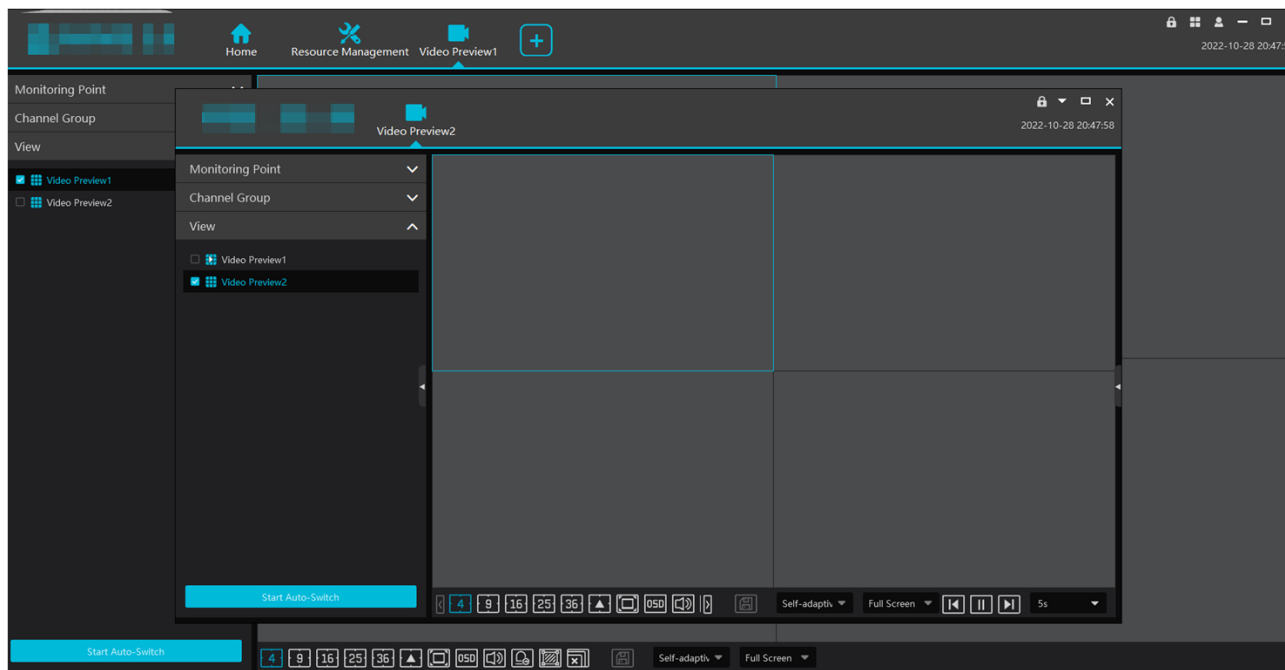 Home
Resource Management
Video Preview1
2022-10-28 20:47:
Monitoring Point
Channel Group
View
Video Preview1
Video Preview2
Start Auto-Switch
Video Preview2
2022-10-28 20:47:58
Monitoring Point
Channel Group
View
Video Preview1
Video Preview2
Start Auto-Switch
4 9 16 25 36 OSD Self-adaptiv Full Screen 5s
4 9 16 25 36 OSD Self-adaptiv Full Screen